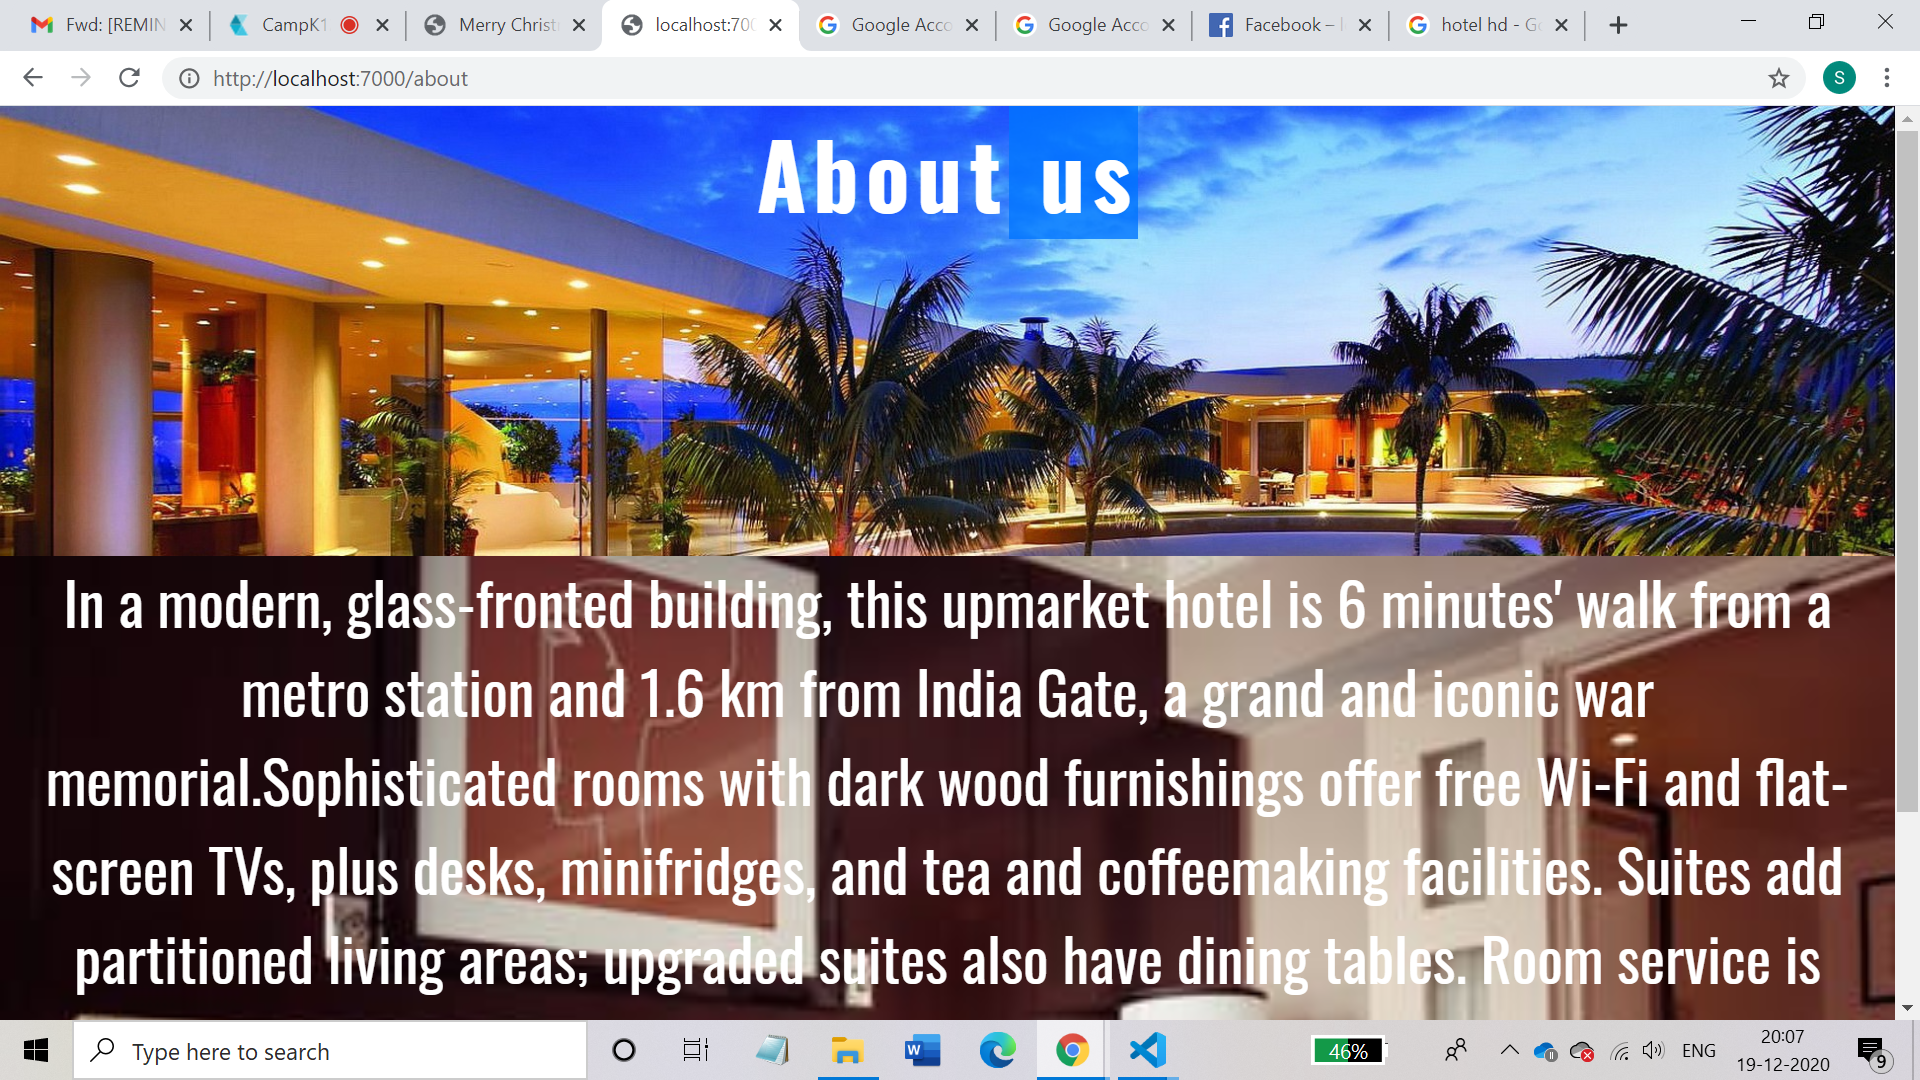 Fwd: [REMIN
CampK1
Merry Christ
localhost:700
Google Acco
Google Acco
Facebook – l
hotel hd - Go
http://localhost:7000/about
S
About us
In a modern, glass-fronted building, this upmarket hotel is 6 minutes' walk from a
metro station and 1.6 km from India Gate, a grand and iconic war
memorial.Sophisticated rooms with dark wood furnishings offer free Wi-Fi and flat-
screen TVs, plus desks, minifridges, and tea and coffeemaking facilities. Suites add
partitioned living areas; upgraded suites also have dining tables. Room service is
Type here to search
46%
ENG
20:07
19-12-2020
9